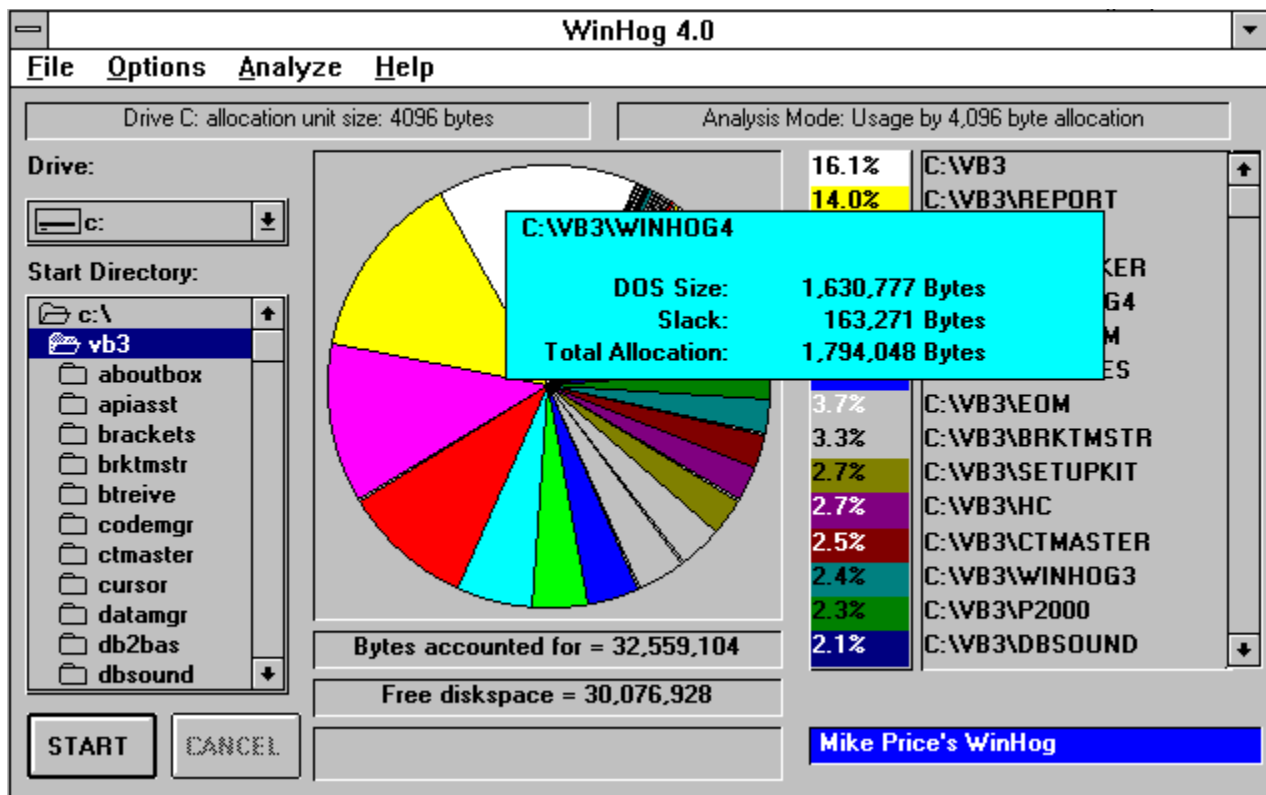 WinHog 4.0
File Options Analyze Help
Drive C: allocation unit size: 4096 bytes
Analysis Mode: Usage by 4,096 byte allocation
Drive:
c:
Start Directory:
c:\
vb3
aboutbox
apiasst
brackets
brktmstr
btreive
codemgr
ctmaster
cursor
datamgr
db2bas
dbsound
START
CANCEL
C:\VB3\WINHOG4
DOS Size: 1,630,777 Bytes
Slack: 163,271 Bytes
Total Allocation: 1,794,048 Bytes
Bytes accounted for = 32,559,104
Free diskspace = 30,076,928
16.1% C:\VB3
14.0% C:\VB3\REPORT
KER
G4
M
ES
3.7% C:\VB3\EOM
3.3% C:\VB3\BRKTMSTR
2.7% C:\VB3\SETUPKIT
2.7% C:\VB3\HC
2.5% C:\VB3\CTMASTER
2.4% C:\VB3\WINHOG3
2.3% C:\VB3\P2000
2.1% C:\VB3\DBSOUND
Mike Price's WinHog